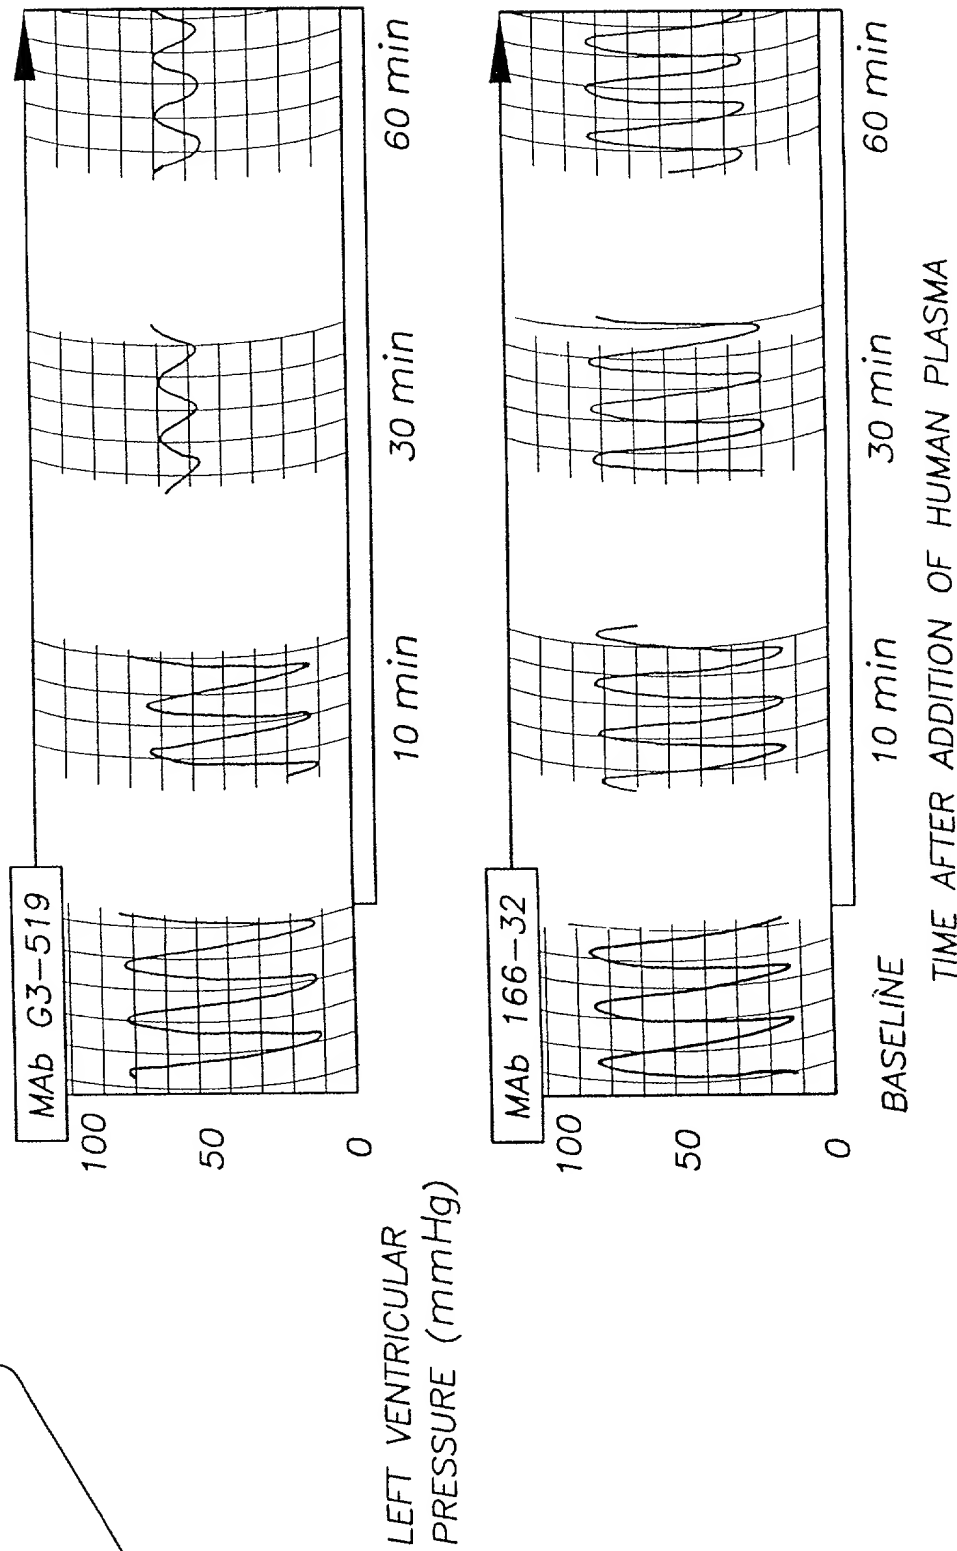 MAb G3-519
100
50
0
10 min
30 min
60 min
LEFT VENTRICULAR
PRESSURE (mmHg)
MAb 166-32
100
50
0
BASELINE
10 min
30 min
60 min
TIME AFTER ADDITION OF HUMAN PLASMA